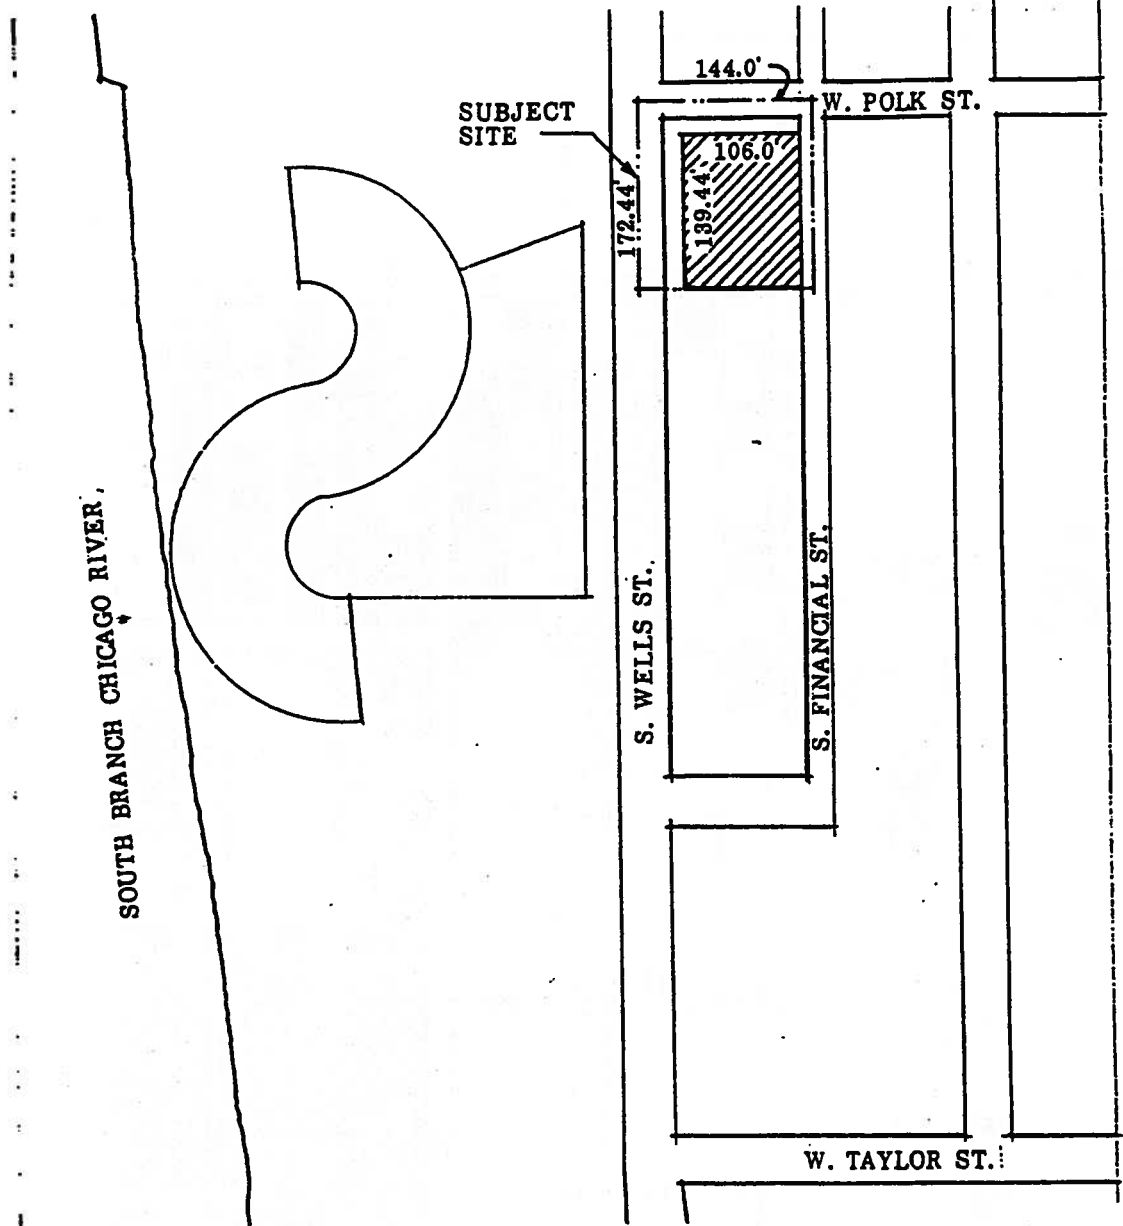 144.0'
W. POLK ST.
SUBJECT
SITE
106.0'
172.44'
139.44'
SOUTH BRANCH CHICAGO RIVER
S. WELLS ST.
S. FINANCIAL ST.
W. TAYLOR ST.